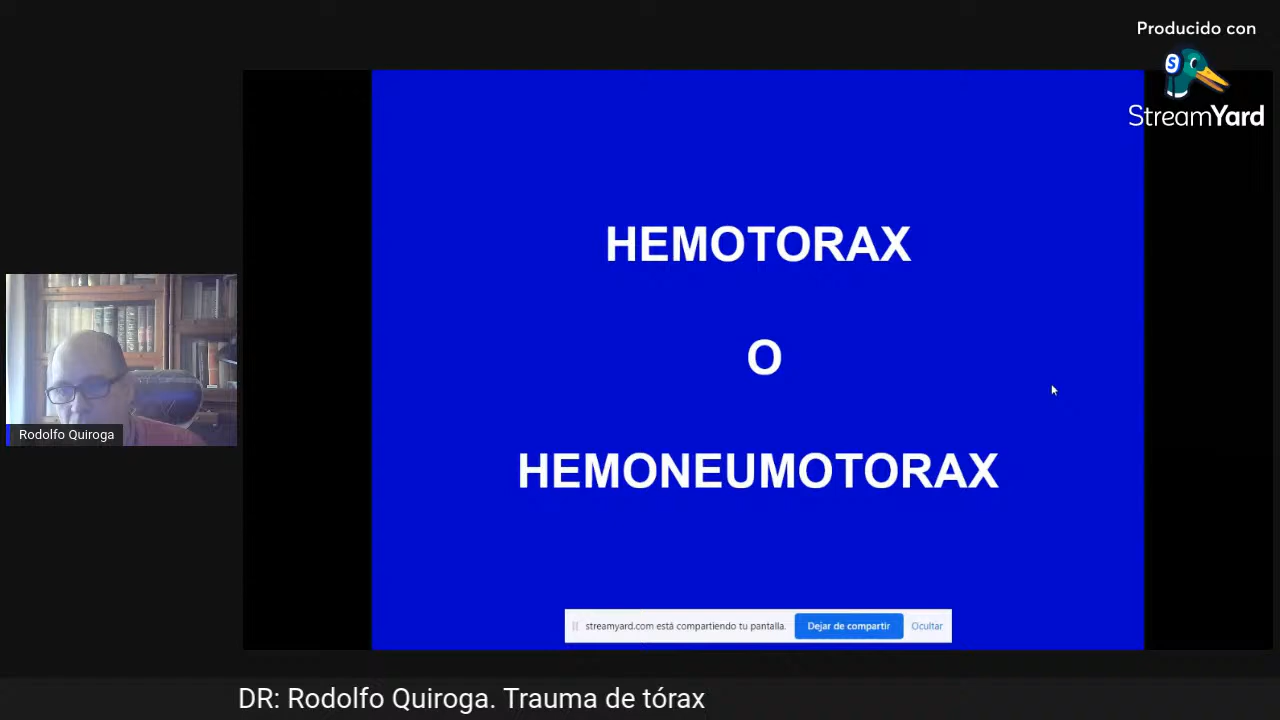 Producido con
StreamYard
HEMOTORAX
O
HEMONEUMOTORAX
Rodolfo Quiroga
streamyard.com está compartiendo tu pantalla.
Dejar de compartir
Ocultar
DR: Rodolfo Quiroga. Trauma de tórax